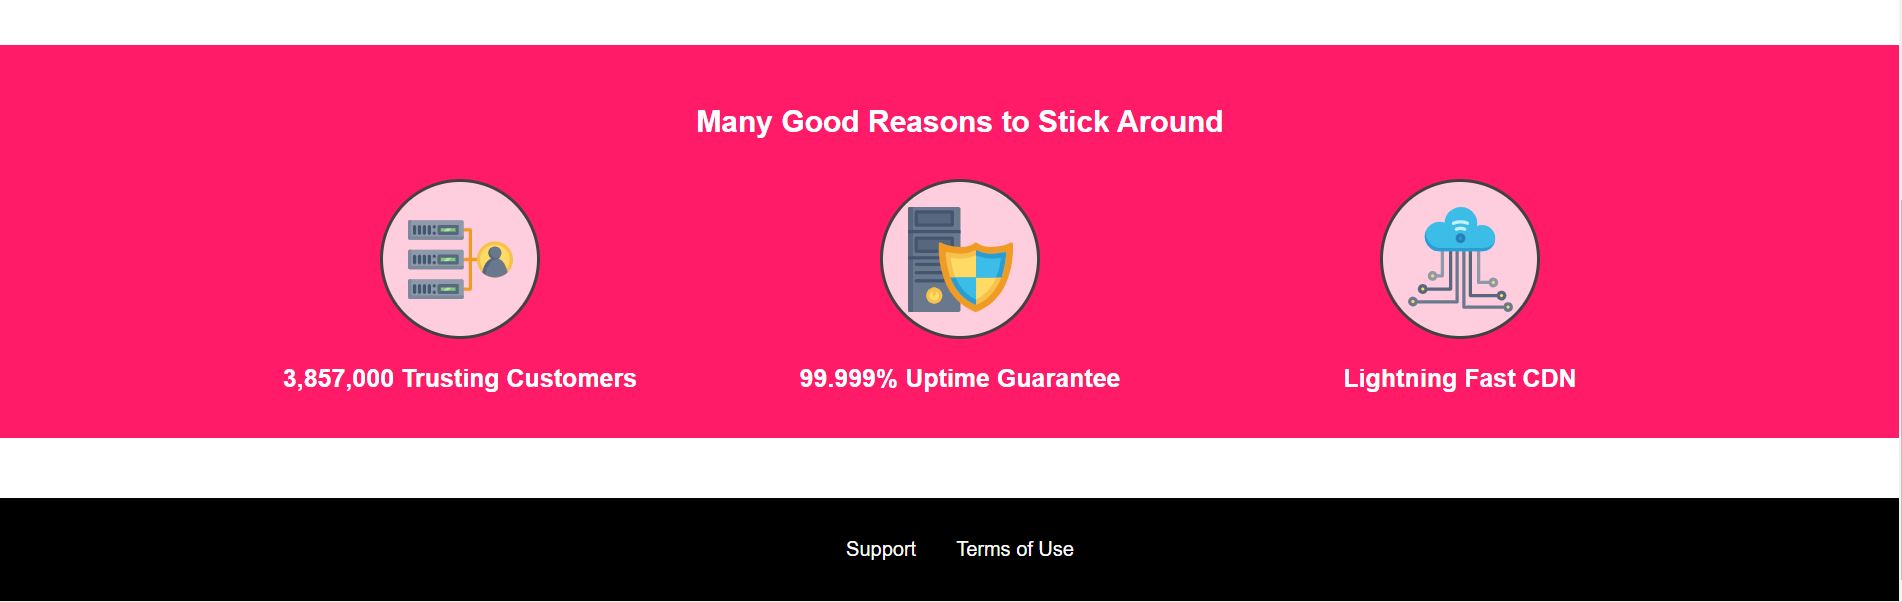 Many Good Reasons to Stick Around
3,857,000 Trusting Customers
99.999% Uptime Guarantee
Lightning Fast CDN
Support
Terms of Use